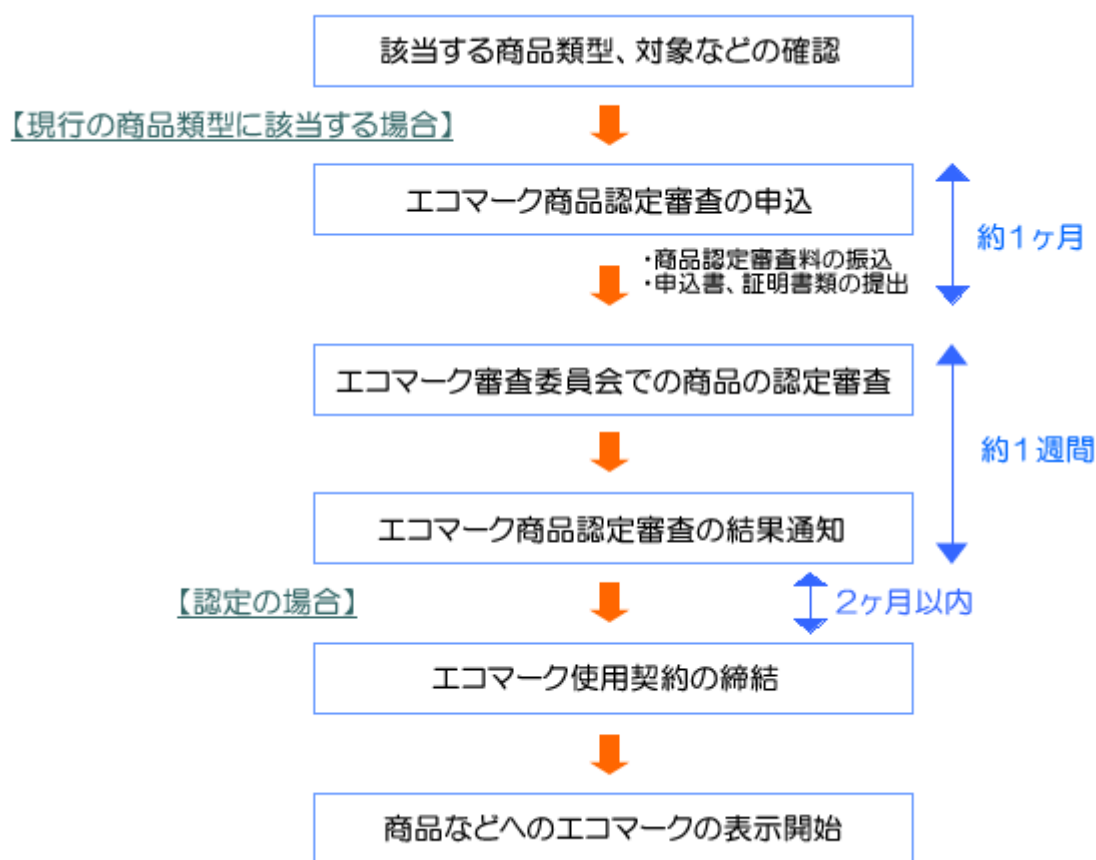 該当する商品類型、対象などの確認
【現行の商品類型に該当する場合】
エコマーク商品認定審査の申込
約1ヶ月
・商品認定審査料の振込
・申込書、証明書類の提出
エコマーク審査委員会での商品の認定審査
約1週間
エコマーク商品認定審査の結果通知
【認定の場合】
2ヶ月以内
エコマーク使用契約の締結
商品などへのエコマークの表示開始